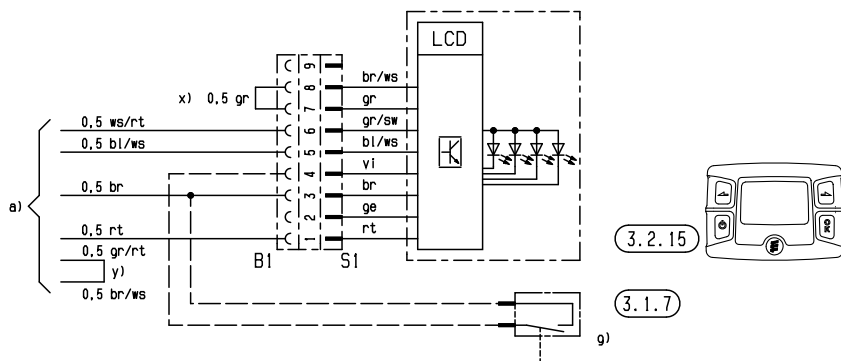 LCD
9
8
7
6
5
4
3
2
1
br/ws
gr
gr/sw
bl/ws
vi
br
ge
rt
x) 0,5 gr
0,5 ws/rt
0,5 bl/ws
a)
0,5 br
0,5 rt
0,5 gr/rt
y)
0,5 br/ws
B1
S1
3.2.15
OK
3.1.7
g)